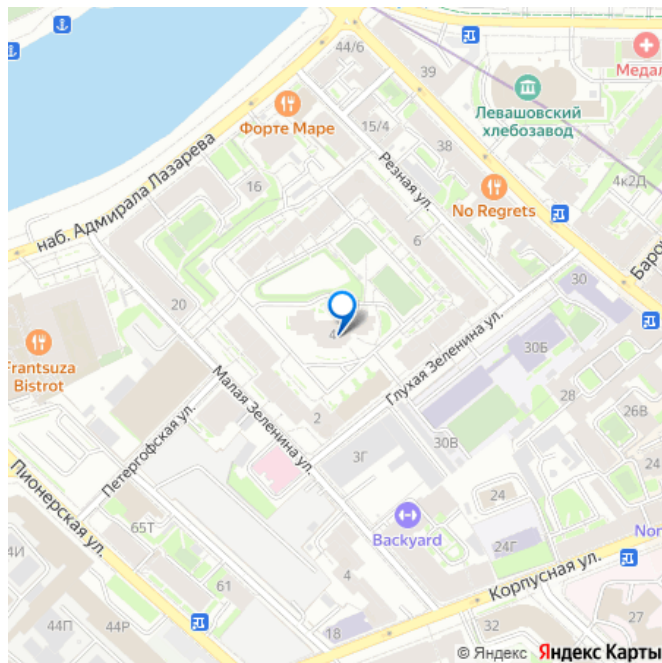 44/6
39
Медал
Левашовский
хлебозавод
Форте Маре
15/4
38
наб. Адмирала Лазарева
16
Резная ул.
4к2Д
No Regrets
6
Баро
30
20
4
Глухая Зеленина ул.
30Б
Frantsuza
Bistrot
Малая Зеленина ул.
28
26В
2
Петергофская ул.
30В
3Г
Пионерская ул.
24
65Т
Backyard
24Г
Nor
44И
61
4
Корпусная ул.
44П
44Р
18
32
27
© Яндекс Яндекс Карты